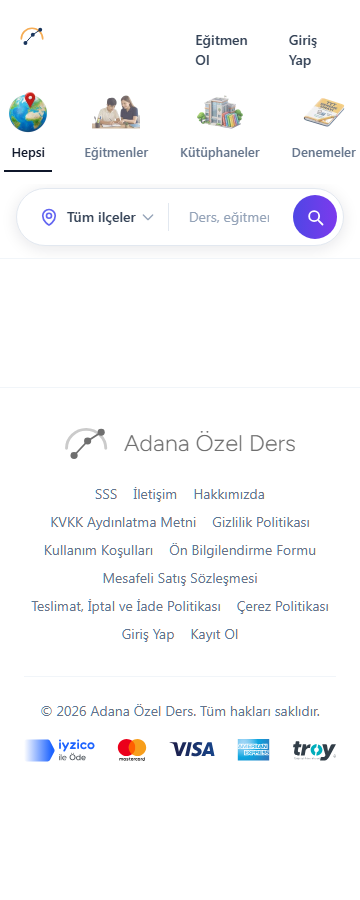 Eğitmen Ol
Giriş Yap
Hepsi
Eğitmenler
Kütüphaneler
Denemeler
Tüm ilçeler
Ders, eğitmen
Adana Özel Ders
SSS İletişim Hakkımızda
KVKK Aydınlatma Metni Gizlilik Politikası
Kullanım Koşulları Ön Bilgilendirme Formu
Mesafeli Satış Sözleşmesi
Teslimat, İptal ve İade Politikası Çerez Politikası
Giriş Yap Kayıt Ol
© 2026 Adana Özel Ders. Tüm hakları saklıdır.
iyzico ile Öde
mastercard
VISA
AMERICAN EXPRESS
troy